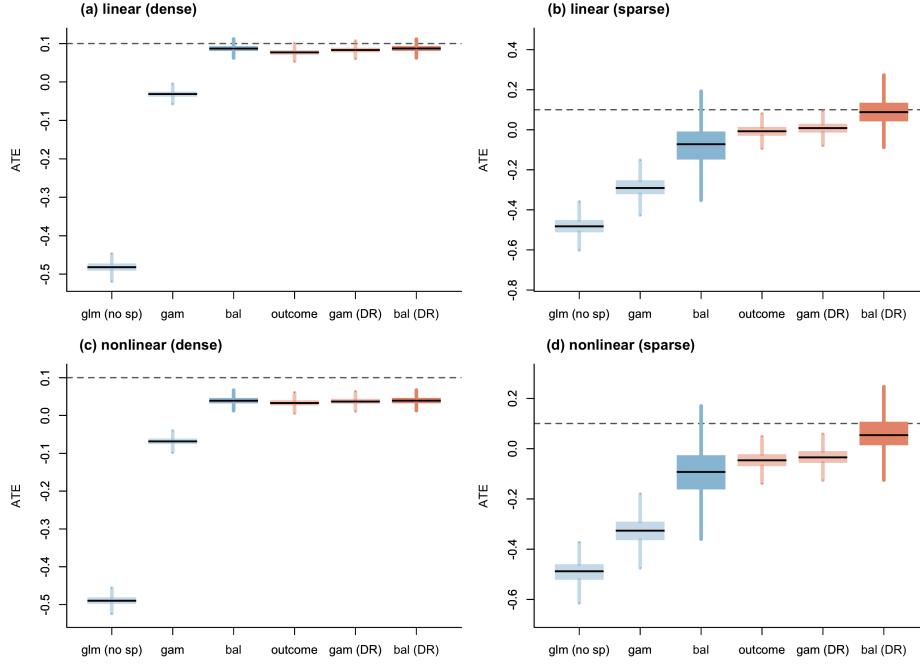 (a) linear (dense)
ATE
0.1
0.0
-0.1
-0.2
-0.3
-0.4
-0.5
glm (no sp) gam bal outcome gam (DR) bal (DR)
(b) linear (sparse)
ATE
0.4
0.2
0.0
-0.2
-0.4
-0.6
-0.8
glm (no sp) gam bal outcome gam (DR) bal (DR)
(c) nonlinear (dense)
ATE
0.1
0.0
-0.1
-0.2
-0.3
-0.4
-0.5
glm (no sp) gam bal outcome gam (DR) bal (DR)
(d) nonlinear (sparse)
ATE
0.2
0.0
-0.2
-0.4
-0.6
glm (no sp) gam bal outcome gam (DR) bal (DR)